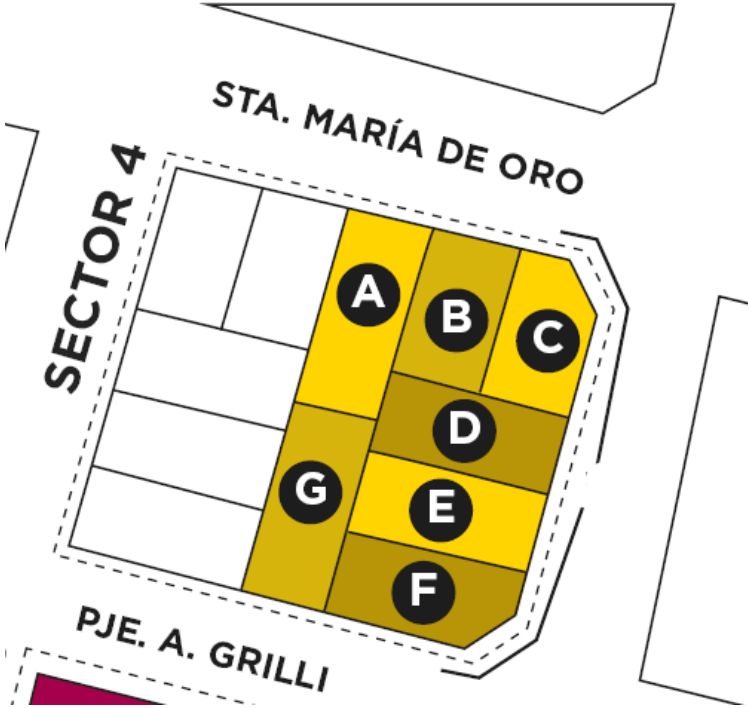 STA. MARÍA DE ORO
SECTOR 4
A
B
C
D
G
E
F
PJE. A. GRILLI